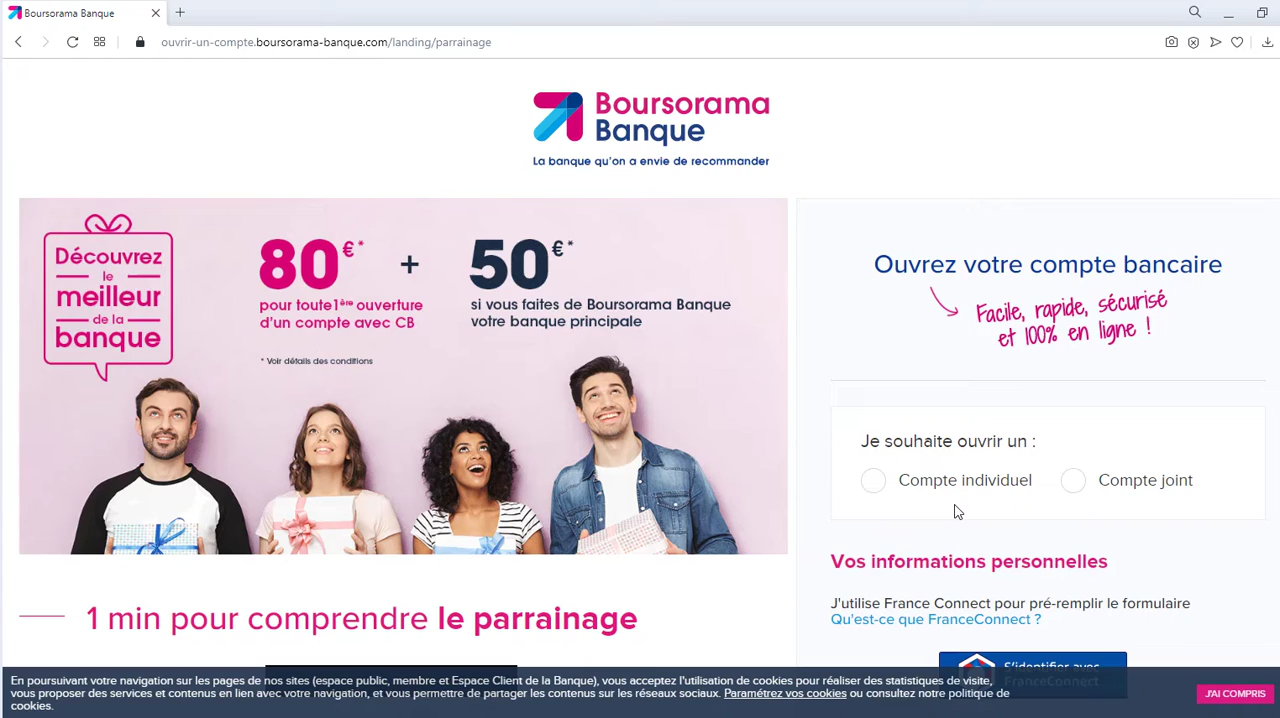 Boursorama Banque
ouvrir-un-compte.boursorama-banque.com/landing/parrainage
Boursorama
Banque
La banque qu'on a envie de recommander
Découvrez
le
meilleur
de la
banque
80€* + 50€*
pour toute 1ère ouverture
d'un compte avec CB
si vous faites de Boursorama Banque
votre banque principale
* Voir détails des conditions
1 min pour comprendre le parrainage
Ouvrez votre compte bancaire
Facile, rapide, sécurisé
et 100% en ligne !
Je souhaite ouvrir un :
Compte individuel
Compte joint
Vos informations personnelles
J'utilise France Connect pour pré-remplir le formulaire
Qu'est-ce que FranceConnect ?
S'identifier avec
FranceConnect
En poursuivant votre navigation sur les pages de nos sites (espace public, membre et Espace Client de la Banque), vous acceptez l'utilisation de cookies pour réaliser des statistiques de visite,
vous proposer des services et contenus en lien avec votre navigation, et vous permettre de partager les contenus sur les réseaux sociaux. Paramétrez vos cookies ou consultez notre politique de
cookies.
J'AI COMPRIS